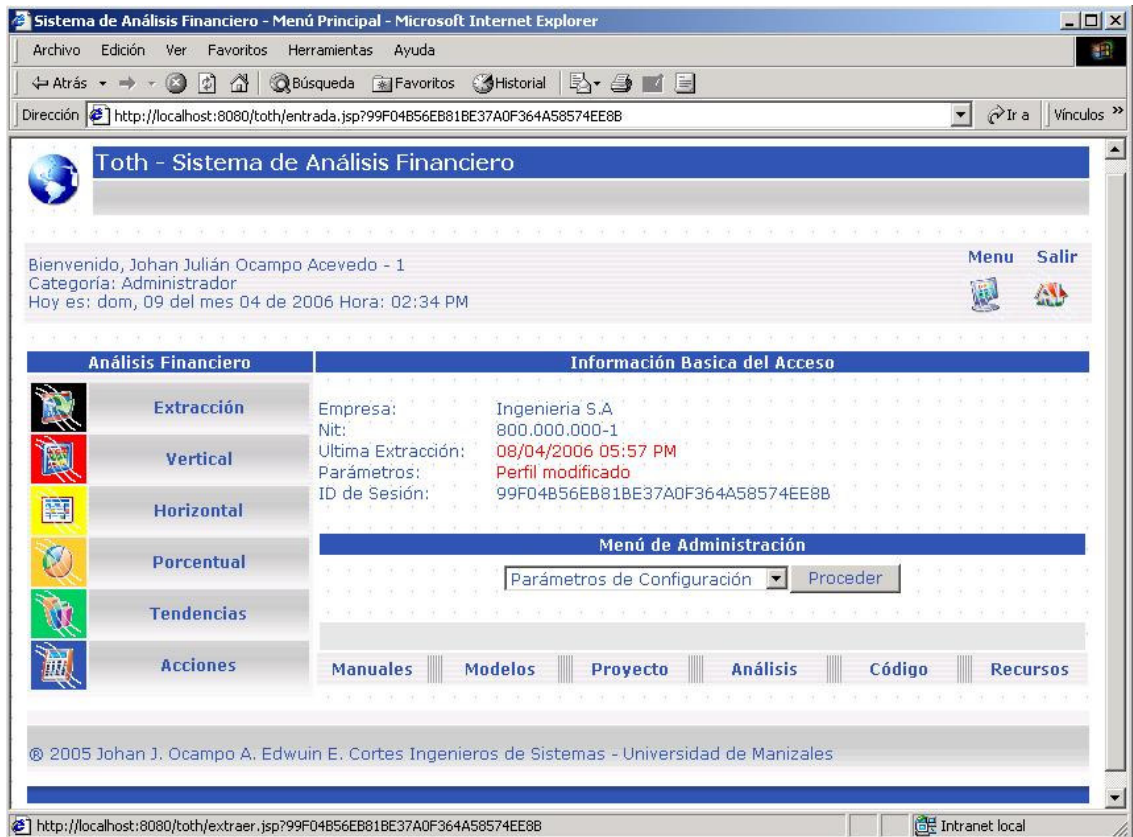 Sistema de Análisis Financiero - Menú Principal - Microsoft Internet Explorer
Archivo Edición Ver Favoritos Herramientas Ayuda
Atrás Búsqueda Favoritos Historial
Dirección http://localhost:8080/toth/entrada.jsp?99F04B56EB81BE37A0F364A58574EE8B Ir a Vínculos »
Toth - Sistema de Análisis Financiero
Bienvenido, Johan Julián Ocampo Acevedo - 1
Categoría: Administrador
Hoy es: dom, 09 del mes 04 de 2006 Hora: 02:34 PM
Menu Salir
Análisis Financiero
Extracción
Vertical
Horizontal
Porcentual
Tendencias
Acciones
Información Basica del Acceso
Empresa: Ingenieria S.A
Nit: 800.000.000-1
Ultima Extracción: 08/04/2006 05:57 PM
Parámetros: Perfil modificado
ID de Sesión: 99F04B56EB81BE37A0F364A58574EE8B
Menú de Administración
Parámetros de Configuración Proceder
Manuales Modelos Proyecto Análisis Código Recursos
® 2005 Johan J. Ocampo A. Edwuin E. Cortes Ingenieros de Sistemas - Universidad de Manizales
http://localhost:8080/toth/extraer.jsp?99F04B56EB81BE37A0F364A58574EE8B Intranet local